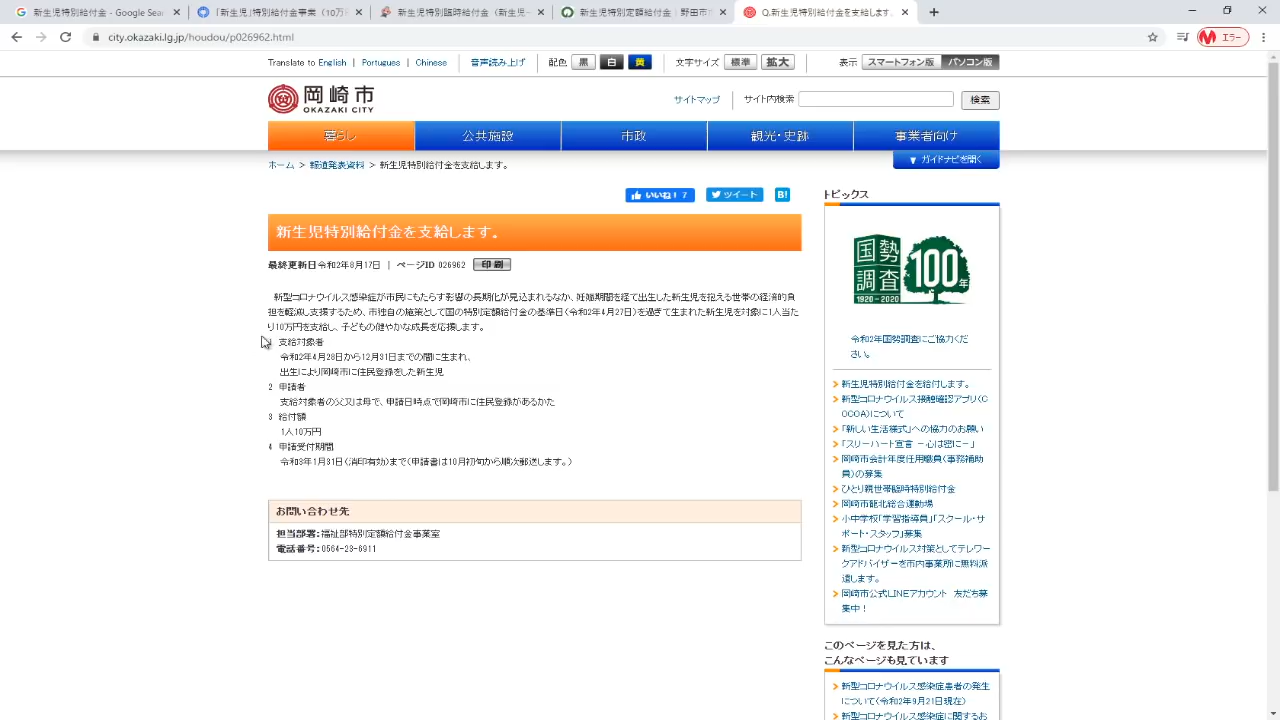 新生児特別給付金 - Google Sear
「新生児」特別給付金事業（10万
新生児特別臨時給付金（新生児－
新生児特別定額給付金｜野田市ホ
Q.新生児特別給付金を支給します。
city.okazaki.lg.jp/houdou/p026962.html
エラー
Translate to English | Portugues | Chinese
音声読み上げ
配色 黒 白 黄
文字サイズ 標準 拡大
表示 スマートフォン版 パソコン版
岡崎市
OKAZAKI CITY
サイトマップ
サイト内検索
検索
暮らし
公共施設
市政
観光・史跡
事業者向け
▼ ガイドナビを開く
ホーム > 報道発表資料 > 新生児特別給付金を支給します。
いいね！ 7
ツイート
B!
新生児特別給付金を支給します。
最終更新日令和2年8月17日 | ページID 026962
印刷
新型コロナウイルス感染症が市民にもたらす影響の長期化が見込まれるなか、妊娠期間を経て出生した新生児を抱える世帯の経済的負
担を軽減し支援するため、市独自の施策として国の特別定額給付金の基準日（令和2年4月27日）を過ぎて生まれた新生児を対象に1人当た
り10万円を支給し、子どもの健やかな成長を応援します。
支給対象者
令和2年4月28日から12月31日までの間に生まれ、
出生により岡崎市に住民登録をした新生児
2 申請者
支給対象者の父又は母で、申請日時点で岡崎市に住民登録があるかた
3 給付額
1人10万円
4 申請受付期間
令和3年1月31日（消印有効）まで（申請書は10月初旬から順次郵送します。）
お問い合わせ先
担当部署：福祉部特別定額給付金事業室
電話番号：0564-23-6911
トピックス
国勢調査
100年
1920-2020
令和2年国勢調査にご協力くだ
さい。
新生児特別給付金を給付します。
新型コロナウイルス接触確認アプリ（C
OCOA）について
「新しい生活様式」への協力のお願い
「スリーハート宣言 －心は密に－」
岡崎市会計年度任用職員（事務補助
員）の募集
ひとり親世帯臨時特別給付金
岡崎市龍北総合運動場
小中学校「学習指導員」「スクール・サ
ポート・スタッフ」募集
新型コロナウイルス対策としてテレワー
クアドバイザーを市内事業所に無料派
遣します。
岡崎市公式LINEアカウント 友だち募
集中！
このページを見た方は、
こんなページも見ています
新型コロナウイルス感染症患者の発生
について（令和2年9月21日現在）
新型コロナウイルス感染症に関するお